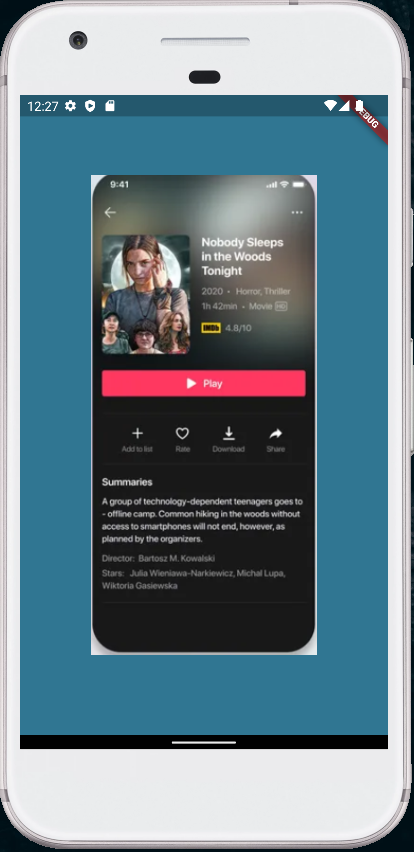 12:27
DEBUG
9:41
Nobody Sleeps
in the Woods
Tonight
2020 • Horror, Thriller
1h 42min • Movie HD
IMDb 4.8/10
Play
Add to list Rate Download Share
Summaries
A group of technology-dependent teenagers goes to
- offline camp. Common hiking in the woods without
access to smartphones will not end, however, as
planned by the organizers.
Director: Bartosz M. Kowalski
Stars: Julia Wieniawa-Narkiewicz, Michal Lupa,
Wiktoria Gasiewska